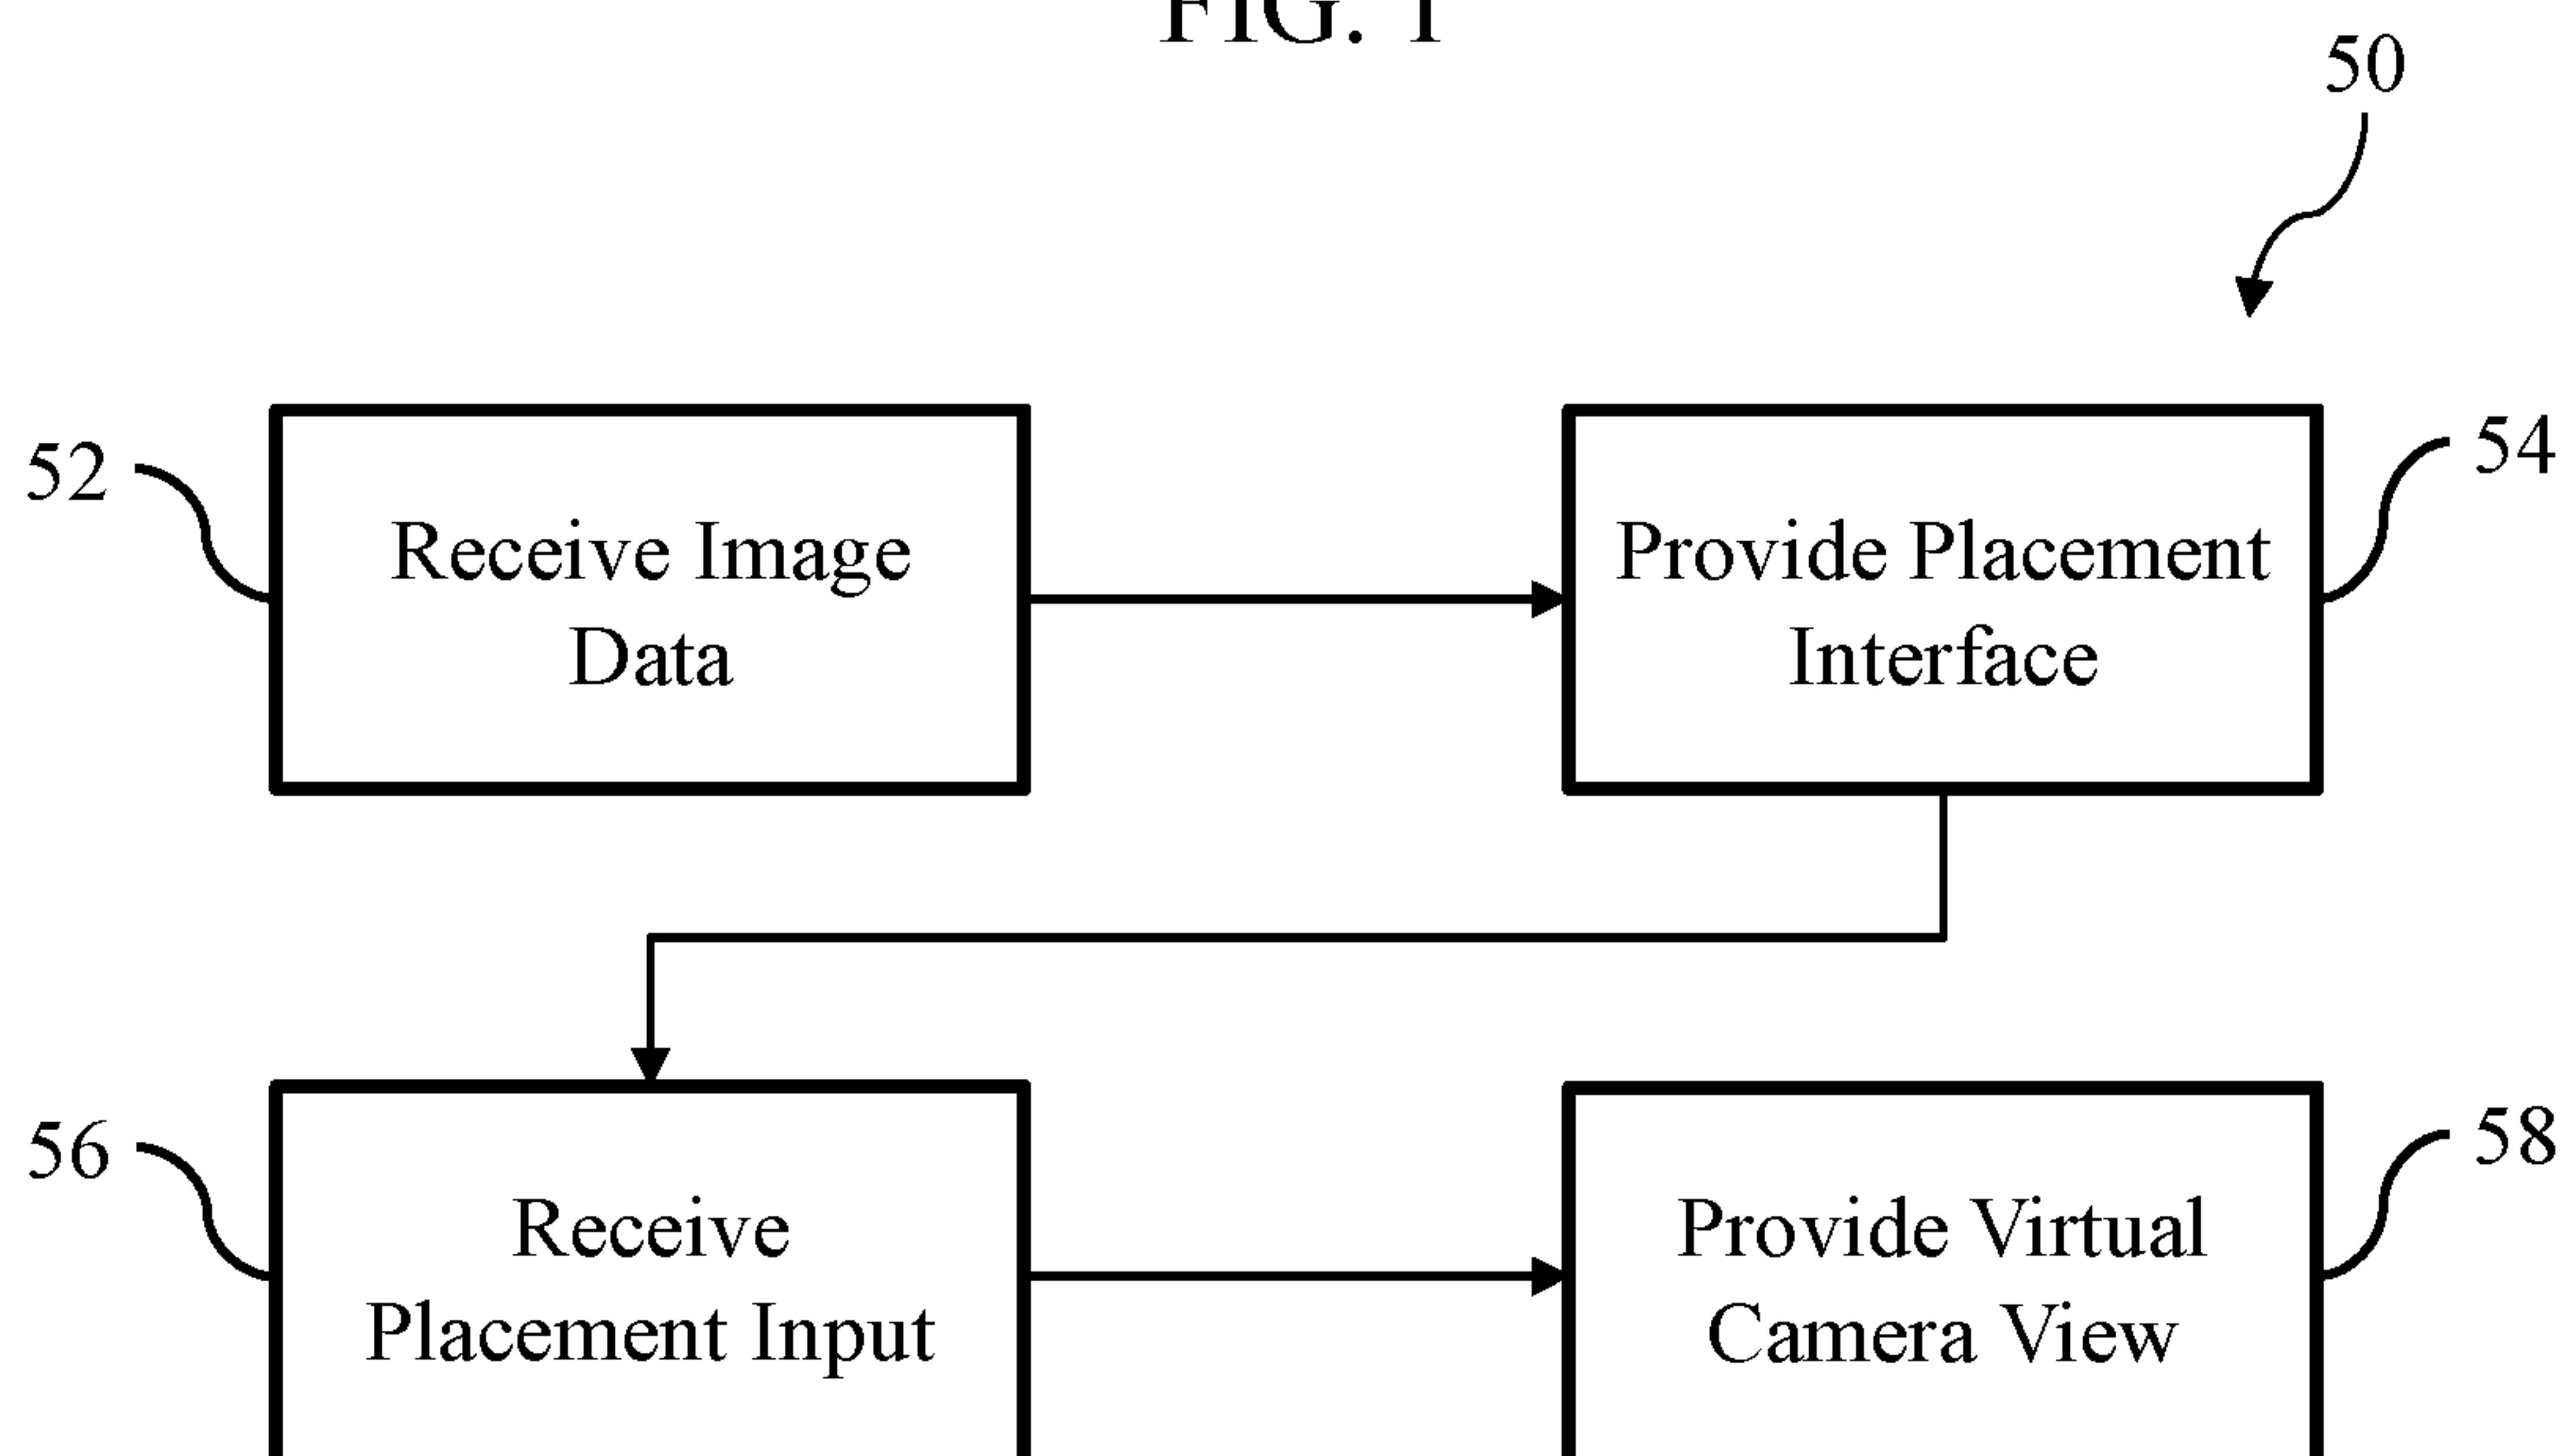 FIG. 1
50
52
Receive Image
Data
Provide Placement
Interface
54
56
Receive
Placement Input
Provide Virtual
Camera View
58